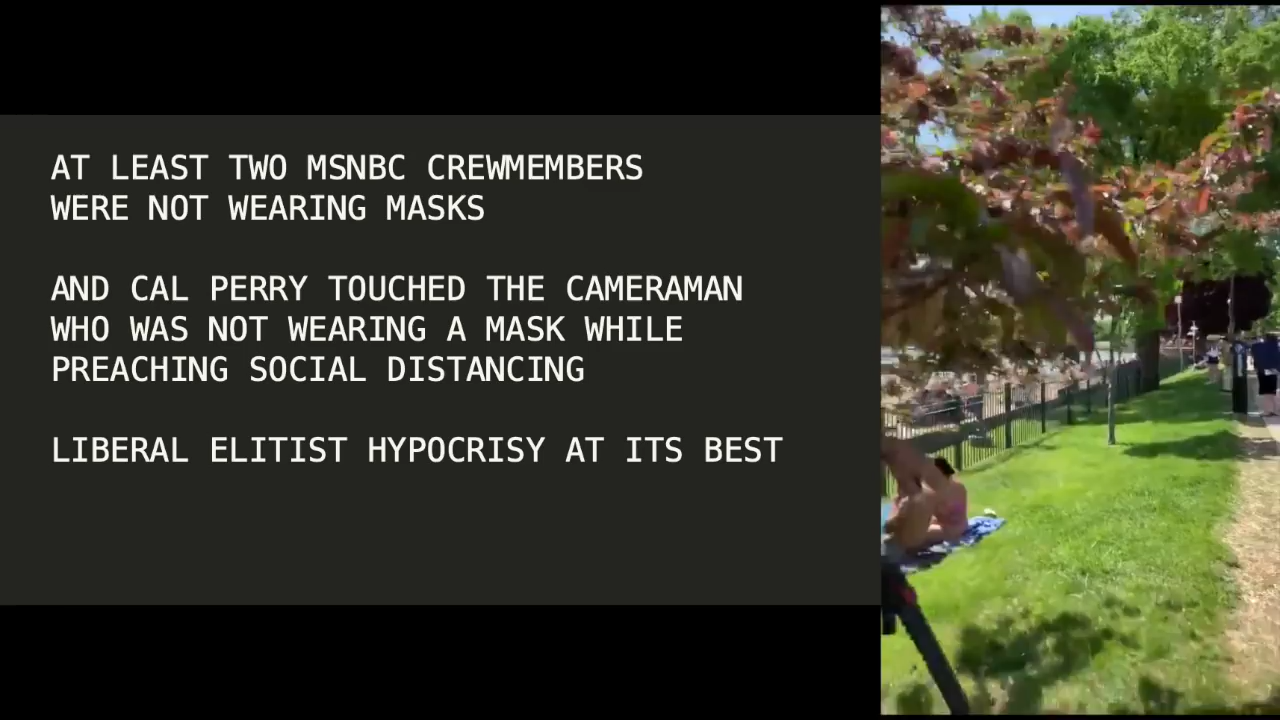 AT LEAST TWO MSNBC CREWMEMBERS
WERE NOT WEARING MASKS
AND CAL PERRY TOUCHED THE CAMERAMAN
WHO WAS NOT WEARING A MASK WHILE
PREACHING SOCIAL DISTANCING
LIBERAL ELITIST HYPOCRISY AT ITS BEST